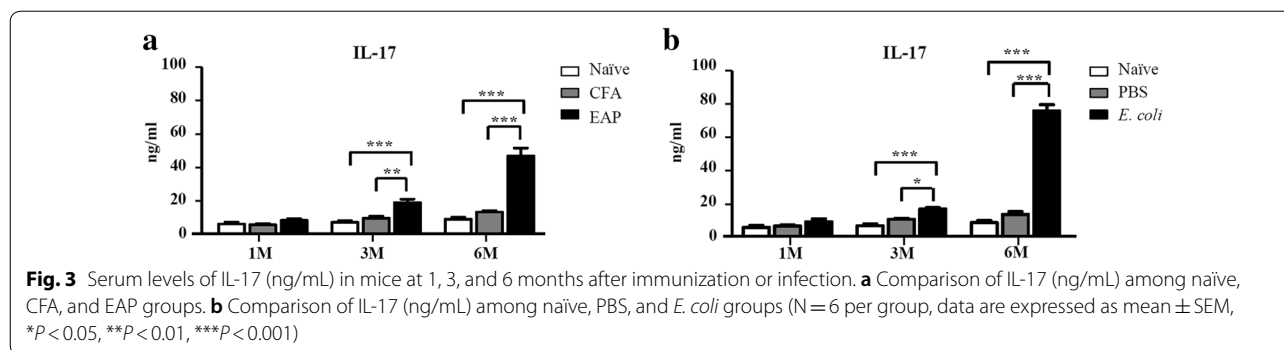 a
IL-17
100
80
60
40
20
0
ng/ml
1M
3M
6M
***
**
***
***
Naïve
CFA
EAP
b
IL-17
100
80
60
40
20
0
ng/ml
1M
3M
6M
***
*
***
***
Naïve
PBS
E. coli
Fig. 3 Serum levels of IL-17 (ng/mL) in mice at 1, 3, and 6 months after immunization or infection. a Comparison of IL-17 (ng/mL) among naïve,
CFA, and EAP groups. b Comparison of IL-17 (ng/mL) among naïve, PBS, and E. coli groups (N = 6 per group, data are expressed as mean ± SEM,
*P < 0.05, **P < 0.01, ***P < 0.001)